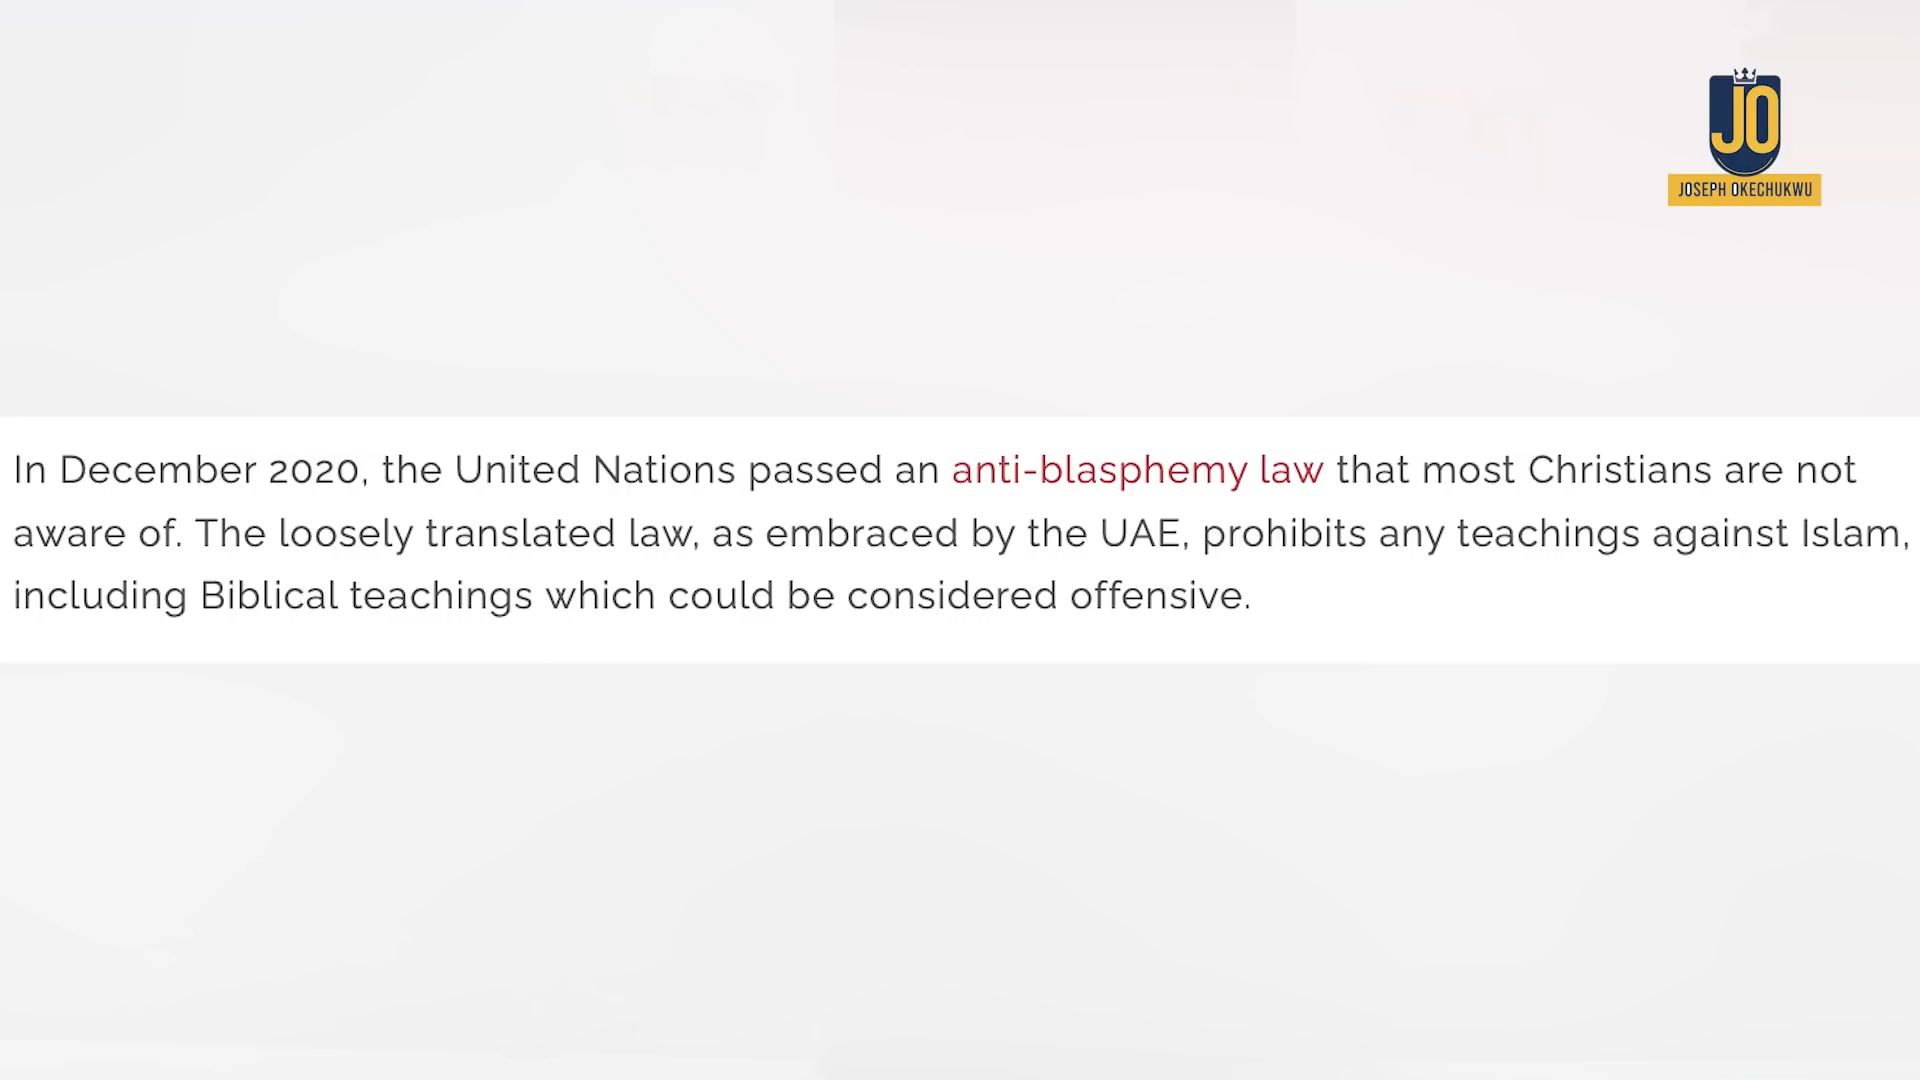 JO
JOSEPH OKECHUKWU
In December 2020, the United Nations passed an anti-blasphemy law that most Christians are not
aware of. The loosely translated law, as embraced by the UAE, prohibits any teachings against Islam,
including Biblical teachings which could be considered offensive.